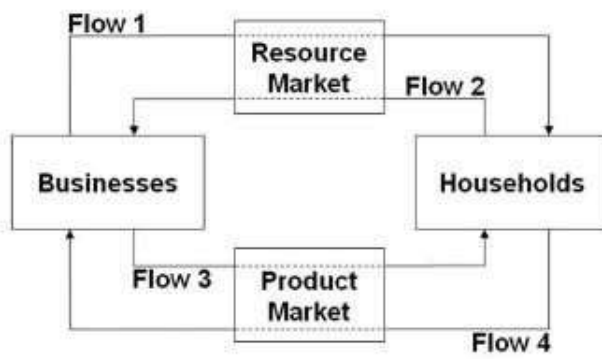 Flow 1
Resource
Market
Flow 2
Businesses
Households
Flow 3
Product
Market
Flow 4